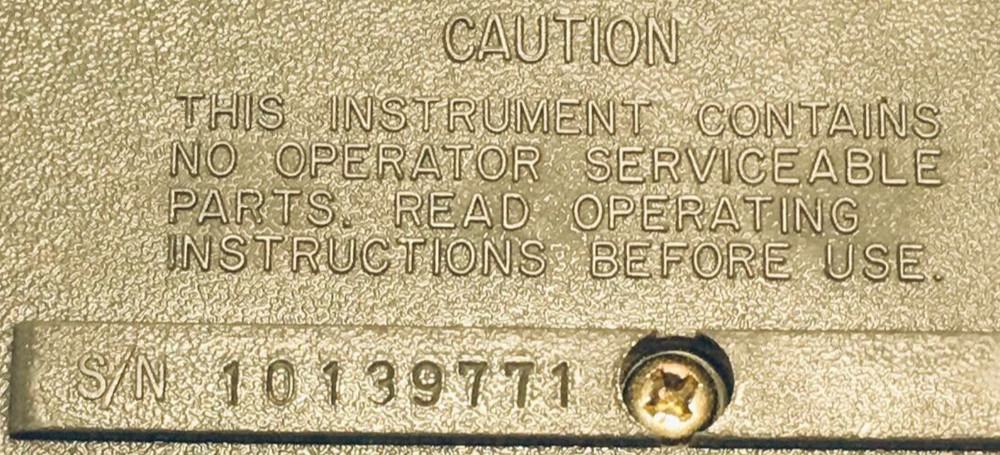 CAUTION
THIS INSTRUMENT CONTAINS
NO OPERATOR SERVICEABLE
PARTS. READ OPERATING
INSTRUCTIONS BEFORE USE.
S/N 10139771